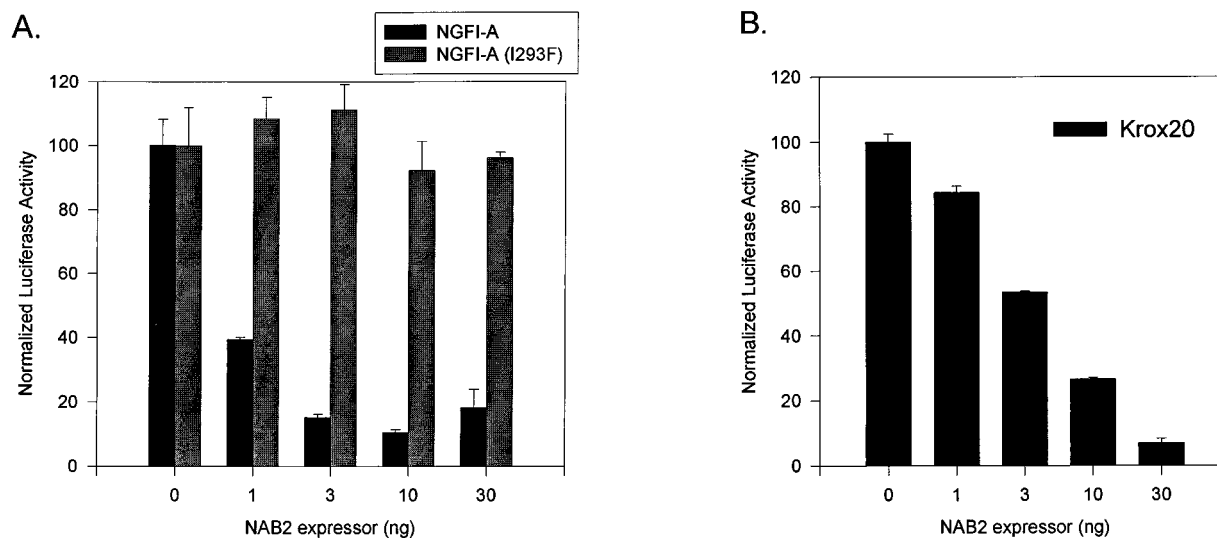 A.
NGFI-A
NGFI-A (I293F)
120
100
80
60
40
20
0
Normalized Luciferase Activity
0 1 3 10 30
NAB2 expressor (ng)
B.
Krox20
120
100
80
60
40
20
0
Normalized Luciferase Activity
0 1 3 10 30
NAB2 expressor (ng)